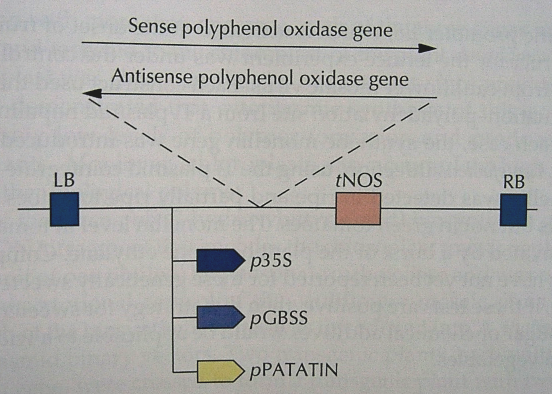 Sense polyphenol oxidase gene
Antisense polyphenol oxidase gene
LB
tNOS
RB
p35S
pGBSS
pPATATIN